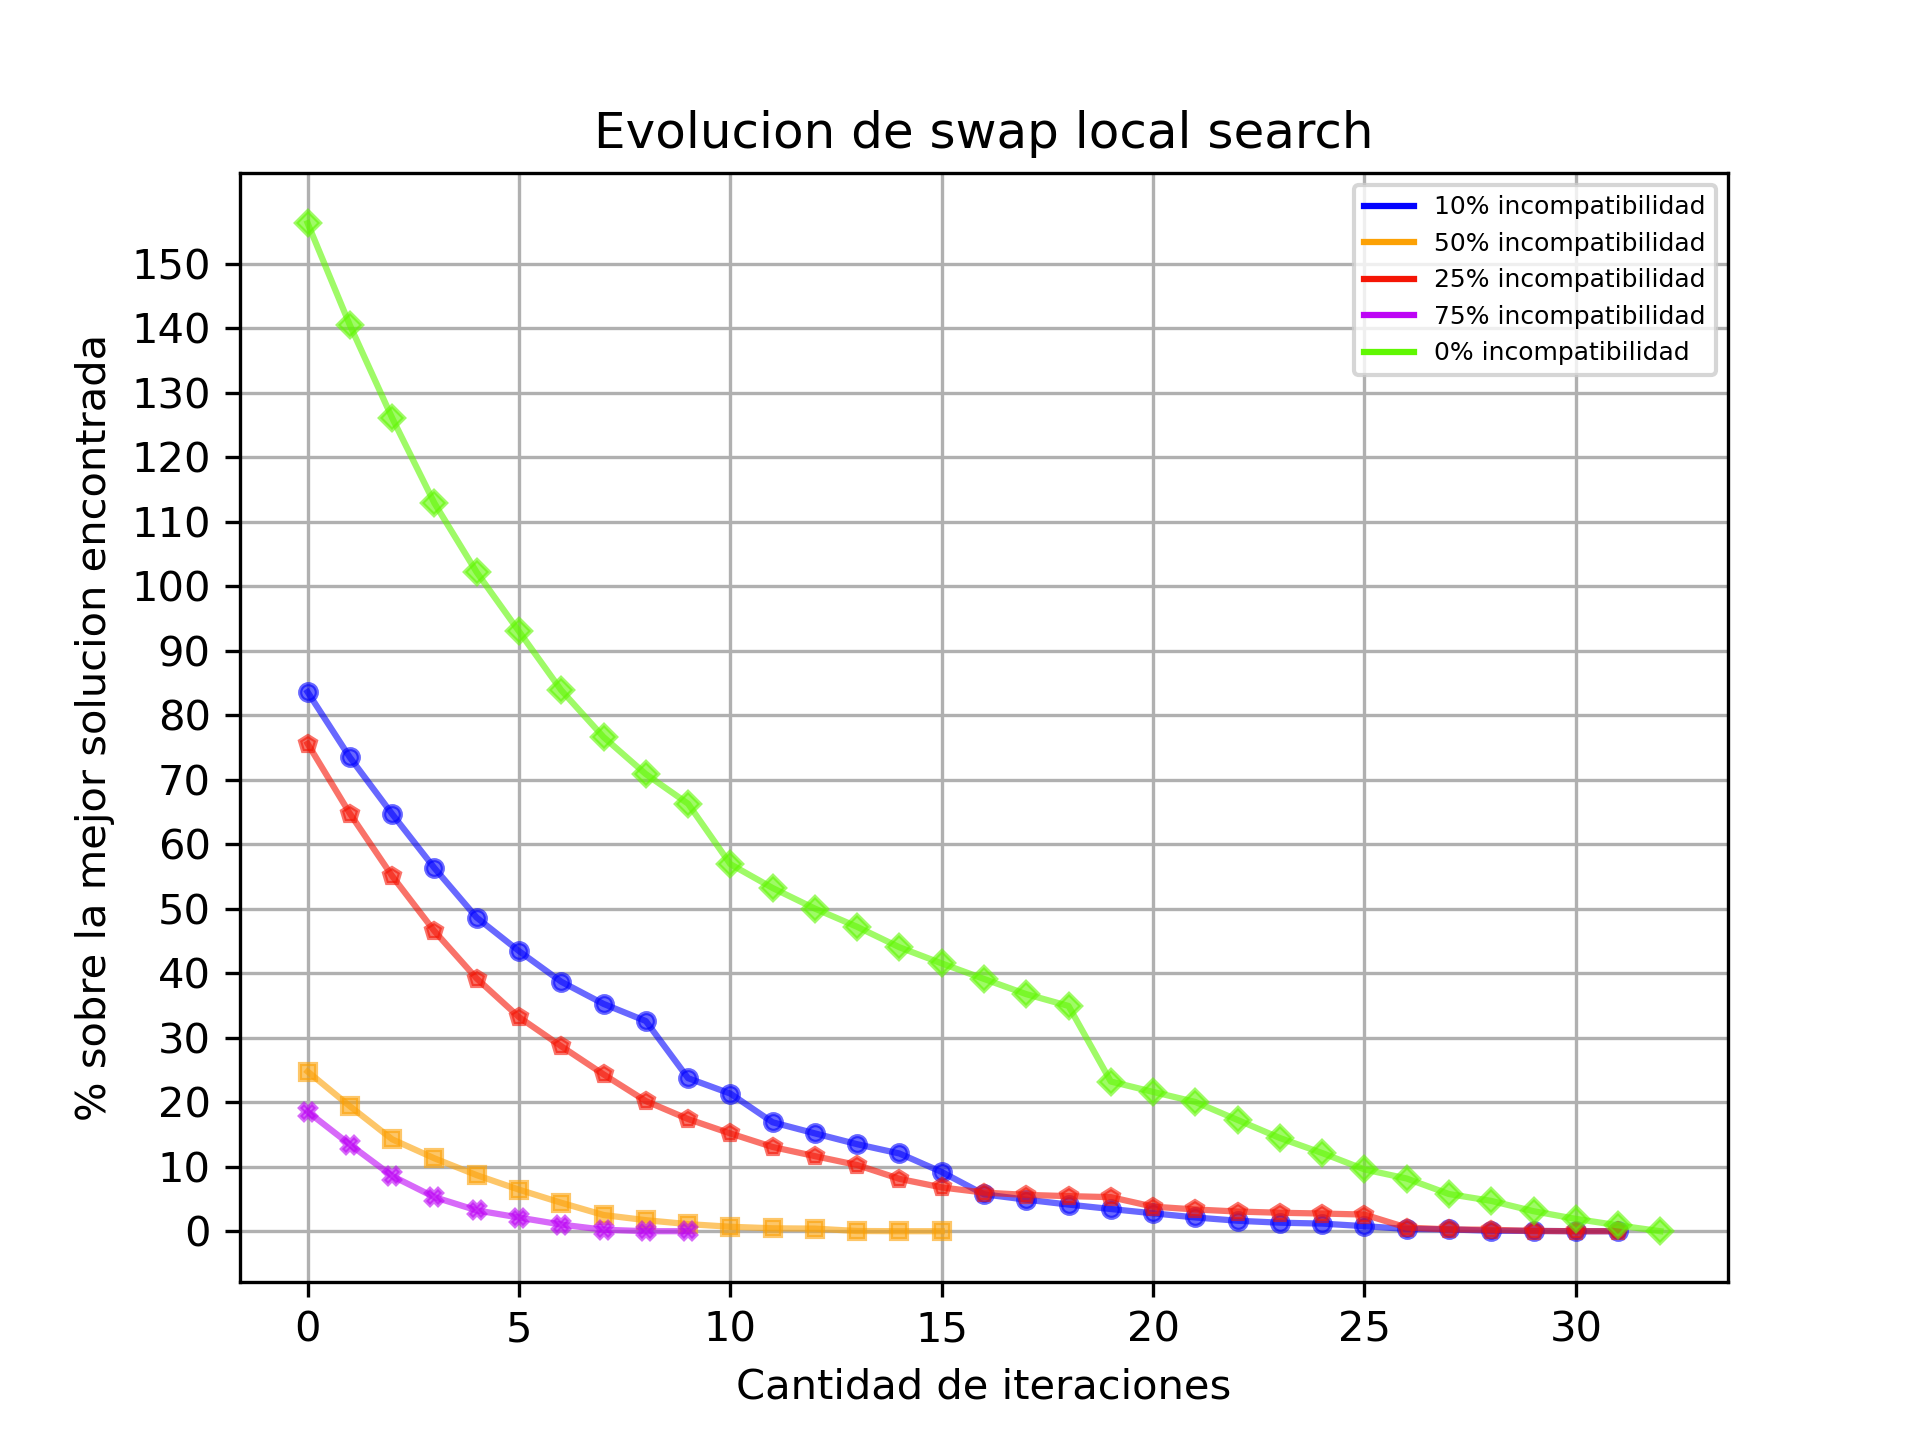 Evolucion de swap local search
10% incompatibilidad
50% incompatibilidad
25% incompatibilidad
75% incompatibilidad
0% incompatibilidad
% sobre la mejor solucion encontrada
150
140
130
120
110
100
90
80
70
60
50
40
30
20
10
0
0 5 10 15 20 25 30
Cantidad de iteraciones